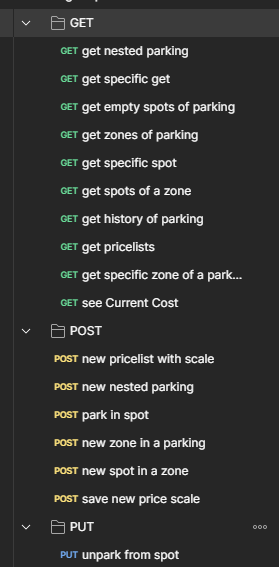 GET
GET get nested parking
GET get specific get
GET get empty spots of parking
GET get zones of parking
GET get specific spot
GET get spots of a zone
GET get history of parking
GET get pricelists
GET get specific zone of a park...
GET see Current Cost
POST
POST new pricelist with scale
POST new nested parking
POST park in spot
POST new zone in a parking
POST new spot in a zone
POST save new price scale
PUT
PUT unpark from spot